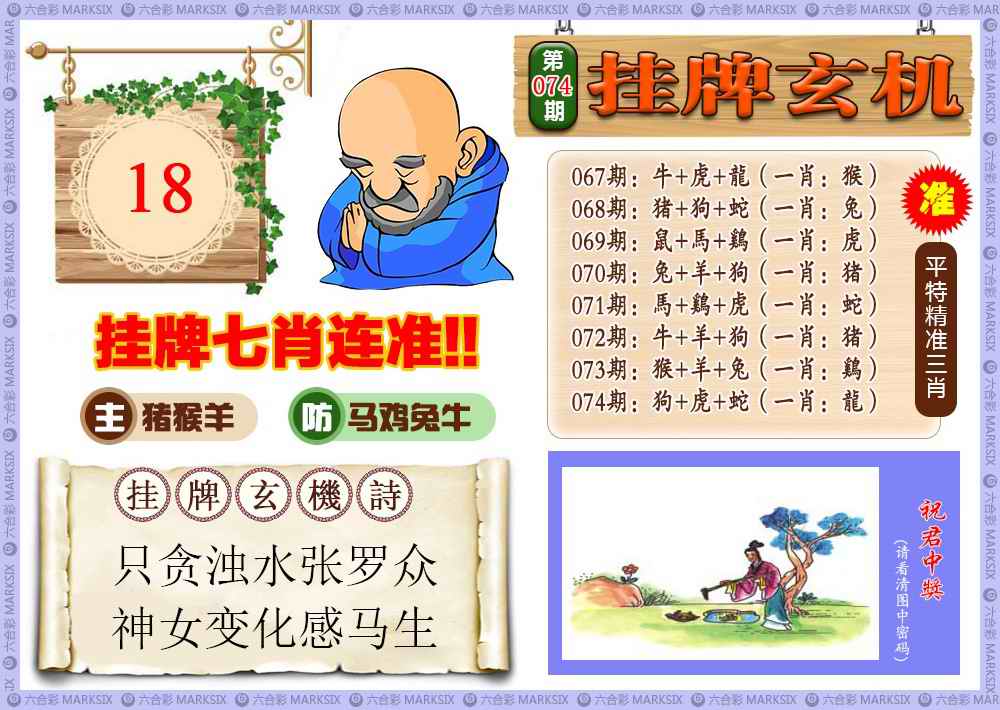 六合彩 MARKSIX
第
074
期
挂牌玄机
18
067期：牛+虎+龍（一肖：猴）
068期：猪+狗+蛇（一肖：兔）
069期：鼠+馬+鷄（一肖：虎）
070期：兔+羊+狗（一肖：猪）
071期：馬+鷄+虎（一肖：蛇）
072期：牛+羊+狗（一肖：猪）
073期：猴+羊+兔（一肖：鷄）
074期：狗+虎+蛇（一肖：龍）
准
平特精准三肖
挂牌七肖连准!!
主 猪猴羊
防 马鸡兔牛
挂牌玄機詩
只贪浊水张罗众
神女变化感马生
祝君中獎
（请看清图中密码）